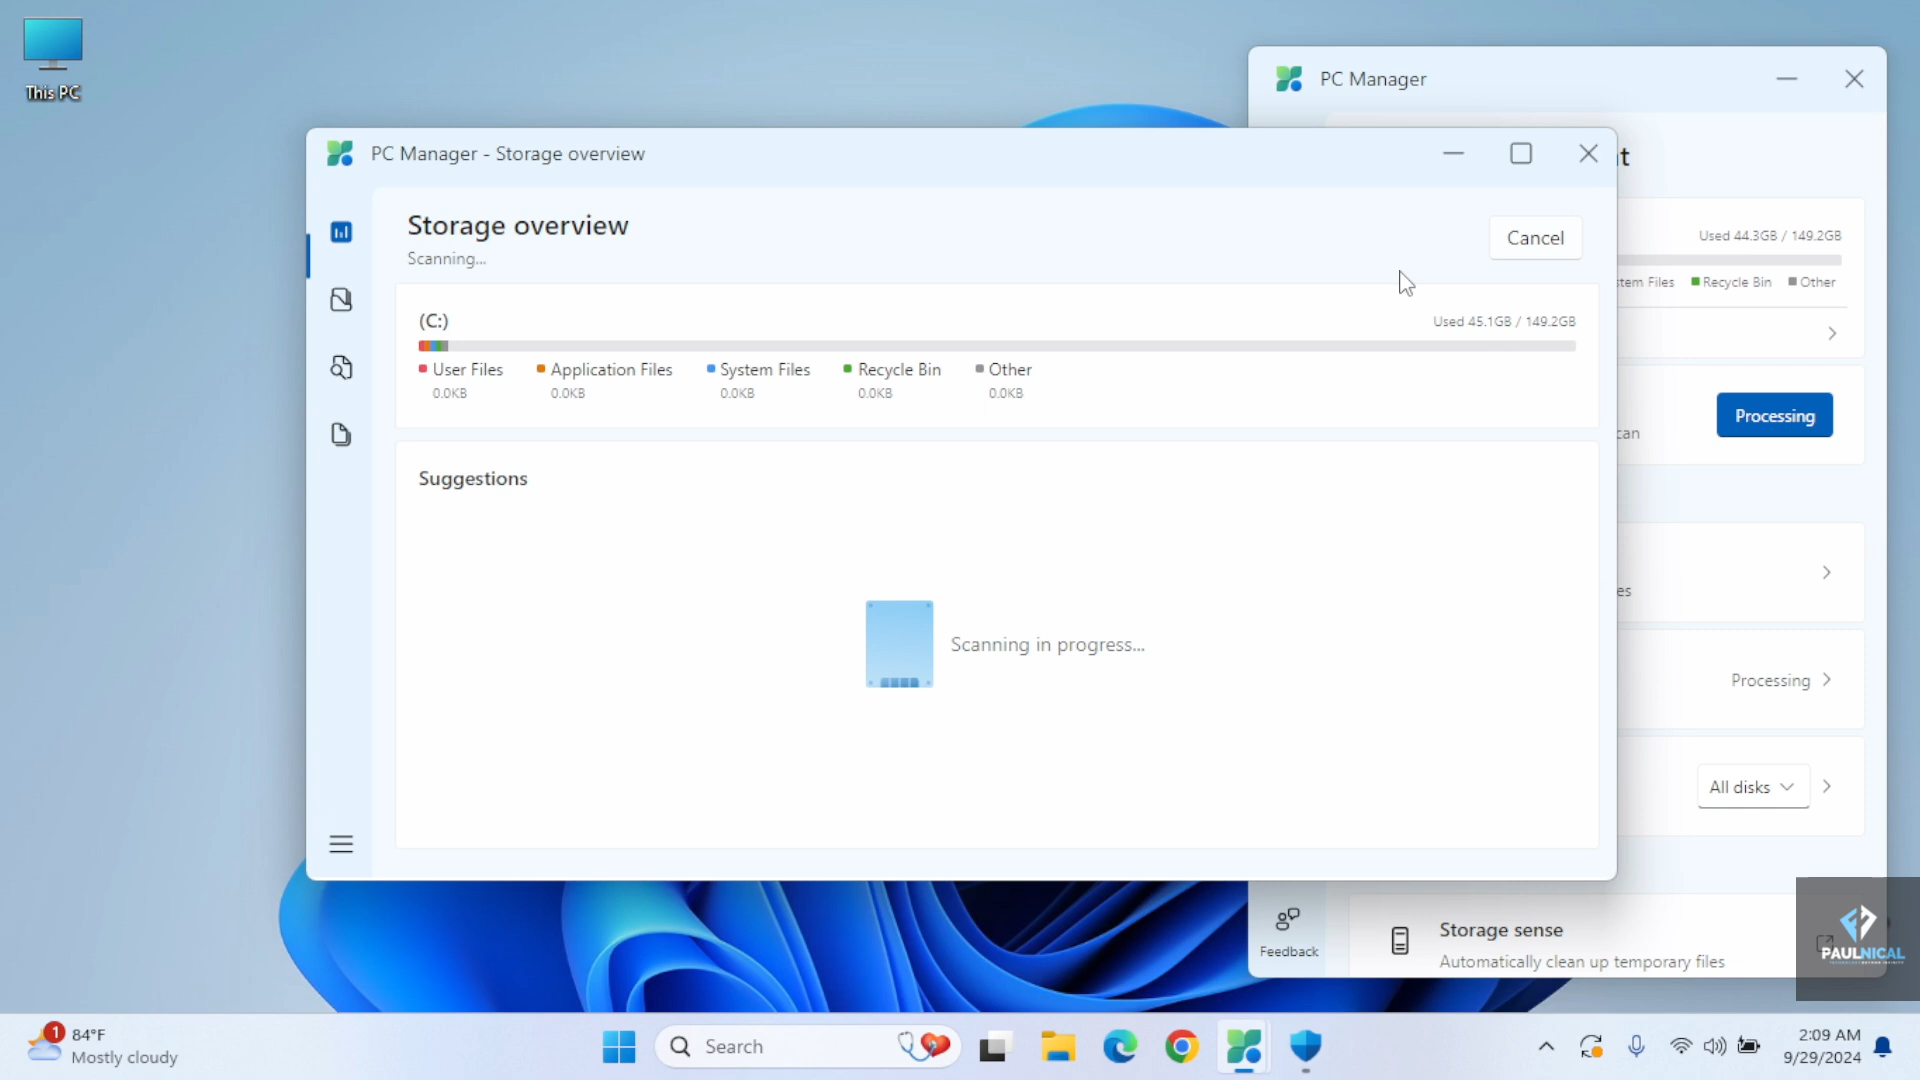 This PC
PC Manager
PC Manager - Storage overview
Storage overview
Scanning...
Cancel
(C:)
Used 45.1GB / 149.2GB
User Files
0.0KB
Application Files
0.0KB
System Files
0.0KB
Recycle Bin
0.0KB
Other
0.0KB
Suggestions
Scanning in progress...
Used 44.3GB / 149.2GB
Files
Recycle Bin
Other
Processing
Processing
All disks
Feedback
Storage sense
Automatically clean up temporary files
PAULNICAL
1
84°F
Mostly cloudy
Search
2:09 AM
9/29/2024